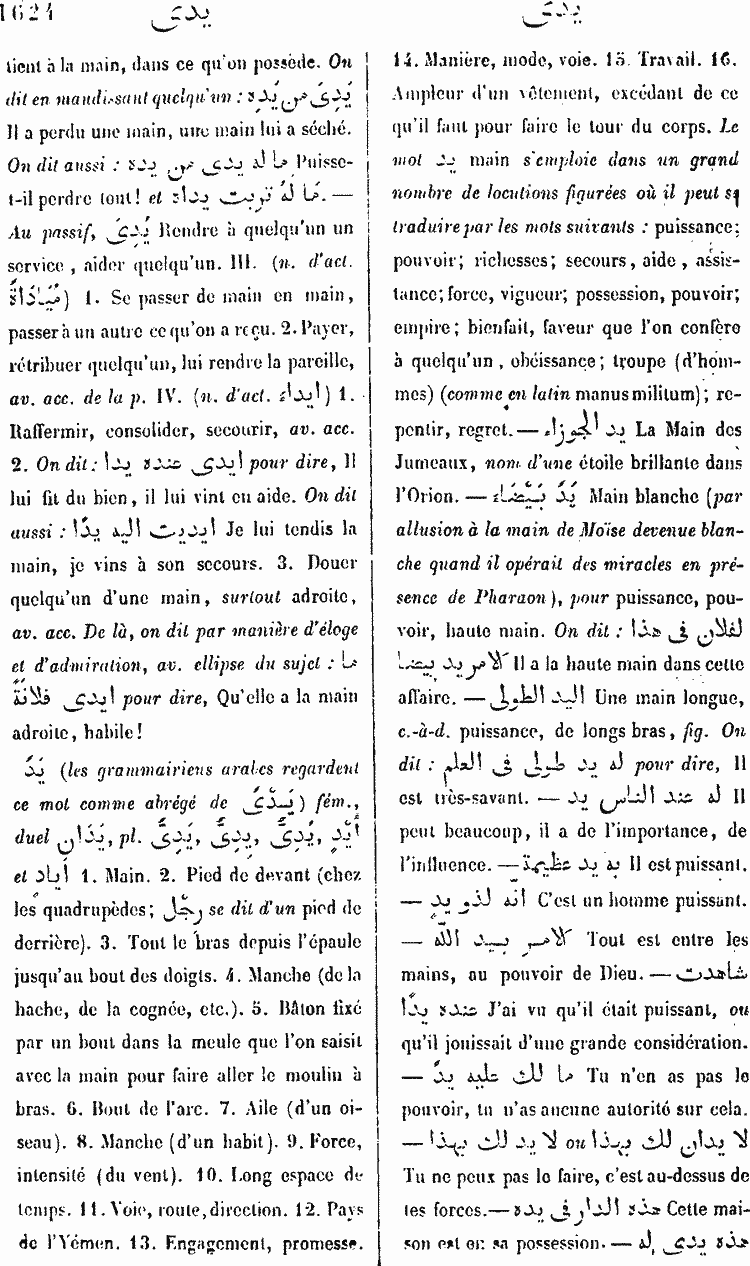 1624 يدى يدى
tient à la main, dans ce qu'on possède. On
dit en maudissant quelqu'un : يُدِىَ من يَدِهِ
Il a perdu une main, une main lui a séché.
On dit aussi : ما له يدى من يده Puisse-
t-il perdre tout! et مَا لَهُ تربت يداه. —
Au passif, يُدِىَ Rendre à quelqu'un un
service, aider quelqu'un. III. (n. d'act.
مُيَادَاةً) 1. Se passer de main en main,
passer à un autre ce qu'on a reçu. 2. Payer,
rétribuer quelqu'un, lui rendre la pareille,
av. acc. de la p. IV. (n. d'act. ايداء) 1.
Raffermir, consolider, secourir, av. acc.
2. On dit : ايدى عنده يدا pour dire, Il
lui fit du bien, il lui vint en aide. On dit
aussi : ايديت اليه يدًا Je lui tendis la
main, je vins à son secours. 3. Douer
quelqu'un d'une main, surtout adroite,
av. acc. De là, on dit par manière d'éloge
et d'admiration, av. ellipse du sujet : ما
ايدى فلانَةَ pour dire, Qu'elle a la main
adroite, habile!
يَدٌ (les grammairiens arabes regardent
ce mot comme abrégé de يَدْىٌ) fém.,
duel يَدَانِ, pl. أَيْدٍ, يُدِىٌّ, يدِىٌّ, يَدِىٌّ,
et أَيادٍ 1. Main. 2. Pied de devant (chez
les quadrupèdes; رِجْلٌ se dit d'un pied de
derrière). 3. Tout le bras depuis l'épaule
jusqu'au bout des doigts. 4. Manche (de la
hache, de la cognée, etc.). 5. Bâton fixé
par un bout dans la meule que l'on saisit
avec la main pour faire aller le moulin à
bras. 6. Bout de l'arc. 7. Aile (d'un oi-
seau). 8. Manche (d'un habit). 9. Force,
intensité (du vent). 10. Long espace de
temps. 11. Voie, route, direction. 12. Pays
de l'Yémen. 13. Engagement, promesse.
14. Manière, mode, voie. 15. Travail. 16.
Ampleur d'un vêtement, excédant de ce
qu'il faut pour faire le tour du corps. Le
mot يد main s'emploie dans un grand
nombre de locutions figurées où il peut se
traduire par les mots suivants : puissance;
pouvoir; richesses; secours, aide, assis-
tance; force, vigueur; possession, pouvoir;
empire; bienfait, faveur que l'on confère
à quelqu'un, obéissance; troupe (d'hom-
mes) (comme en latin manus militum); re-
pentir, regret. — يد الجوزاء La Main des
Jumeaux, nom d'une étoile brillante dans
l'Orion. — يَدٌ بَيْضَاء Main blanche (par
allusion à la main de Moïse devenue blan-
che quand il opérait des miracles en pré-
sence de Pharaon), pour puissance, pou-
voir, haute main. On dit : لفلان فى هذا
الامر يد بيضا Il a la haute main dans cette
affaire. — اليد الطولى Une main longue,
c.-à-d. puissance, de longs bras, fig. On
dit : له يد طولى فى العلم pour dire, Il
est très-savant. — له عند الناس يد Il
peut beaucoup, il a de l'importance, de
l'influence. — به يد عظيمة Il est puissant.
— انه لذو يدٍ C'est un homme puissant.
— الامر بيد الله Tout est entre les
mains, au pouvoir de Dieu. — شاهدت
عنده يدًا J'ai vu qu'il était puissant, ou
qu'il jouissait d'une grande considération.
— ما لك عليه يدٌ Tu n'en as pas le
pouvoir, tu n'as aucune autorité sur cela.
— لا يد لك بهذا ou لا يدان لك بهذا
Tu ne peux pas le faire, c'est au-dessus de
tes forces. — هذه الدار فى يده Cette mai-
son est en sa possession. — هذه يدى له